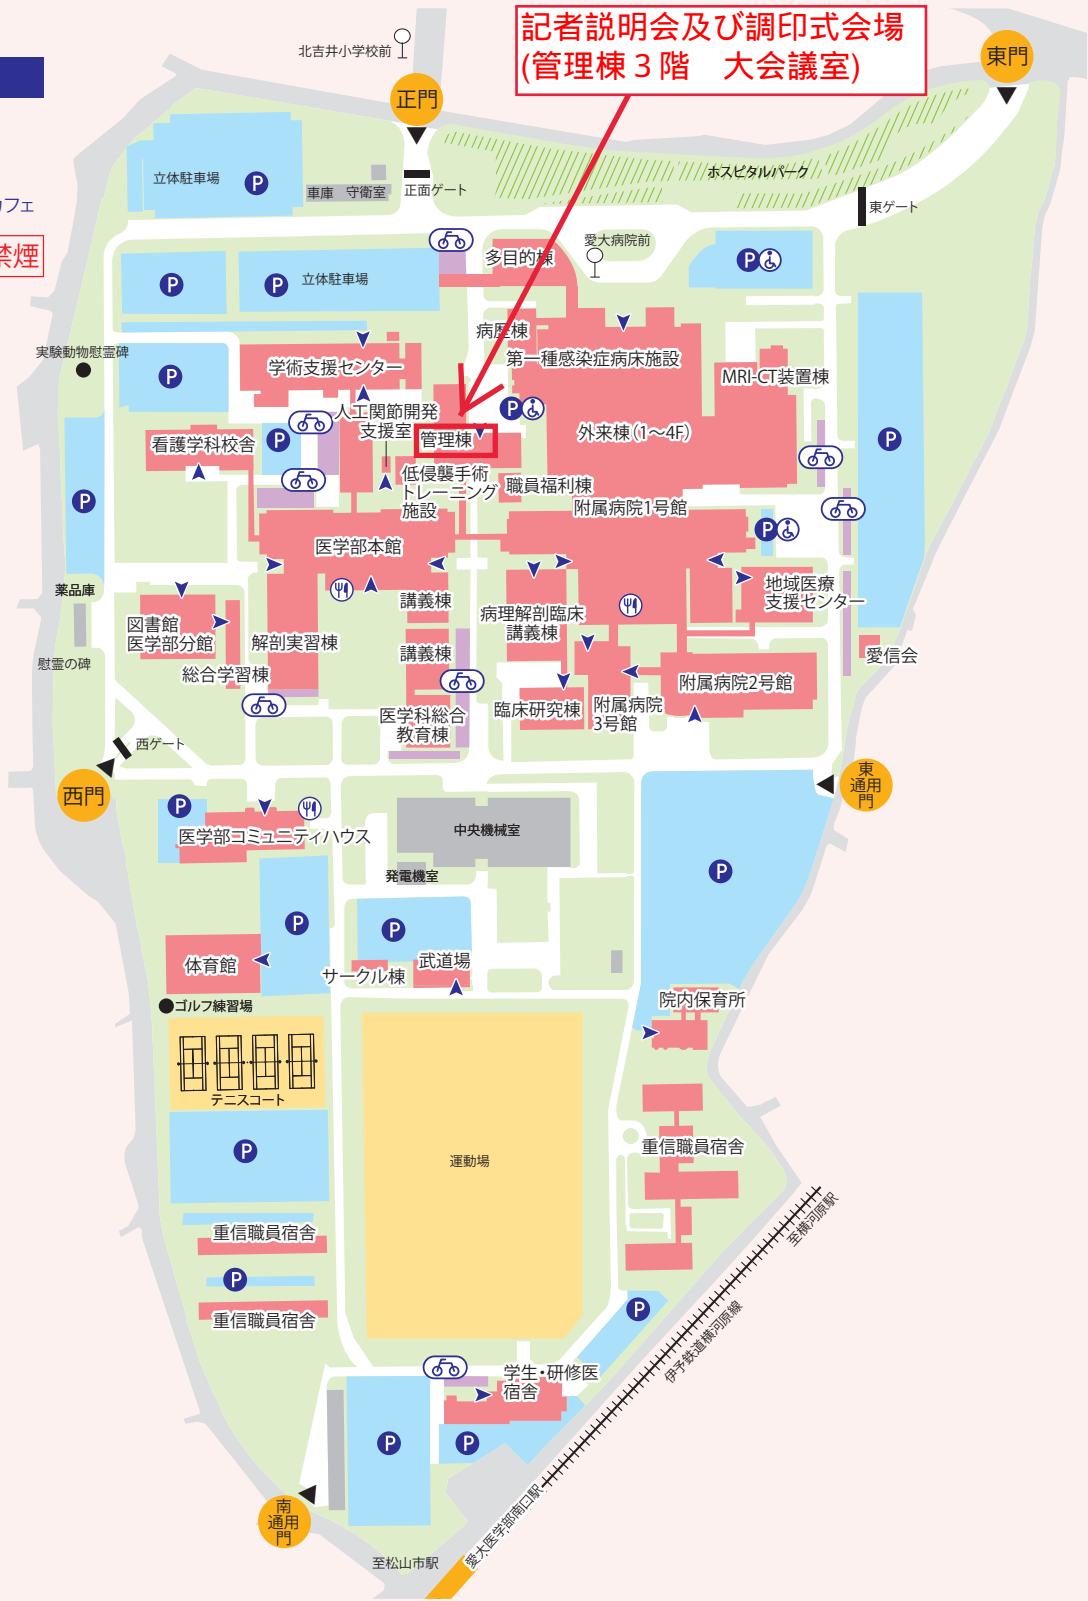 記者説明会及び調印式会場
(管理棟３階　大会議室)
北吉井小学校前
正門
東門
立体駐車場
P
車庫
守衛室
正面ゲート
ホスピタルパーク
東ゲート
カフェ
禁煙
多目的棟
愛大病院前
P
P
P
立体駐車場
病歴棟
実験動物慰霊碑
学術支援センター
第一種感染症病床施設
P
MRI-CT装置棟
人工関節開発
支援室
P
看護学科校舎
P
管理棟
外来棟(1〜4F)
P
低侵襲手術
トレーニング
施設
職員福利棟
P
附属病院1号館
P
医学部本館
薬品庫
地域医療
支援センター
講義棟
病理解剖臨床
講義棟
図書館
医学部分館
解剖実習棟
慰霊の碑
講義棟
愛信会
総合学習棟
附属病院2号館
医学科総合
教育棟
臨床研究棟
附属病院
3号館
西ゲート
西門
東
通用
門
P
医学部コミュニティハウス
中央機械室
発電機室
P
P
P
体育館
サークル棟
武道場
ゴルフ練習場
院内保育所
テニスコート
P
運動場
重信職員宿舎
重信職員宿舎
P
重信職員宿舎
至横河原駅
伊予鉄道横河原線
P
学生・研修医
宿舎
P
P
南
通用
門
愛大医学部南口駅
至松山市駅